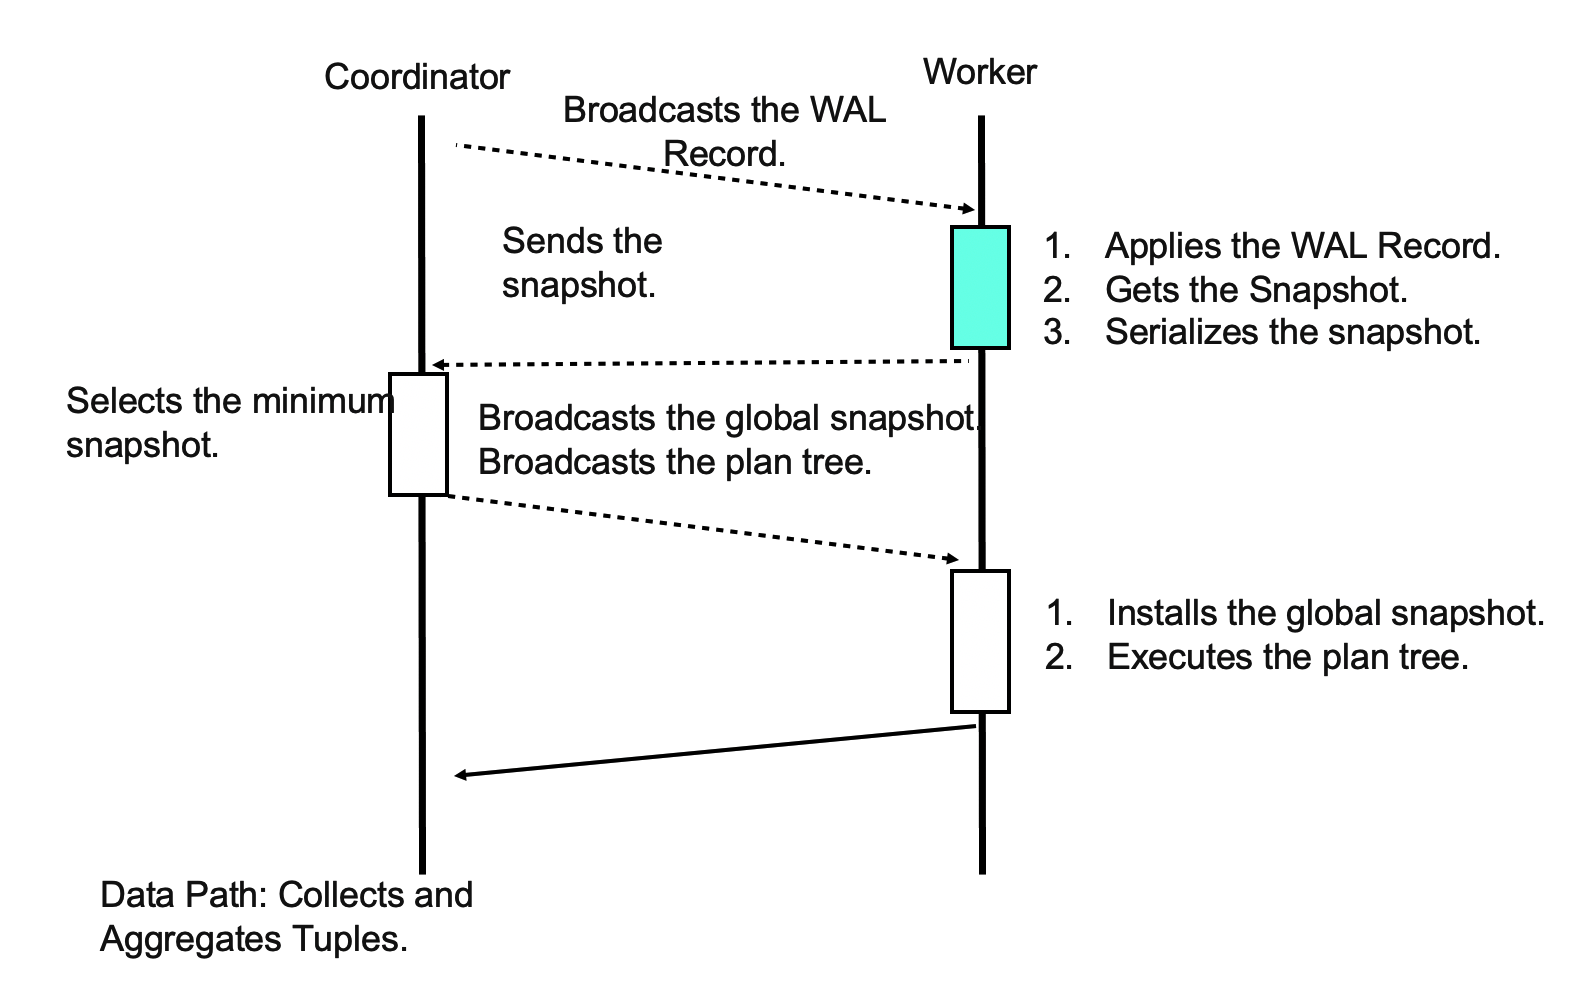 Coordinator
Worker
Broadcasts the WAL
Record.
Sends the
snapshot.
1. Applies the WAL Record.
2. Gets the Snapshot.
3. Serializes the snapshot.
Selects the minimum
snapshot.
Broadcasts the global snapshot.
Broadcasts the plan tree.
1. Installs the global snapshot.
2. Executes the plan tree.
Data Path: Collects and
Aggregates Tuples.